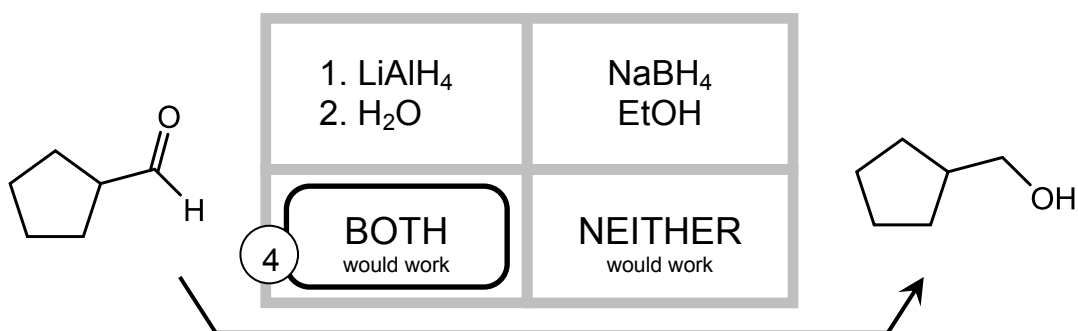 1. LiAlH₄
2. H₂O
NaBH₄
EtOH
O
H
4
BOTH
would work
NEITHER
would work
OH